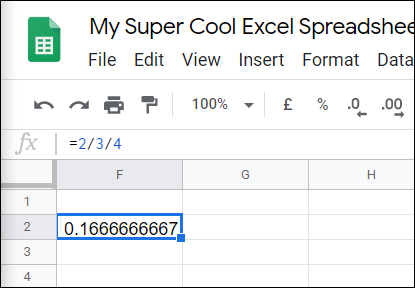 My Super Cool Excel Spreadshee
File Edit View Insert Format Data
100% £ % .0 .00
fx =2/3/4
F G H
1
2 0.1666666667
3
4